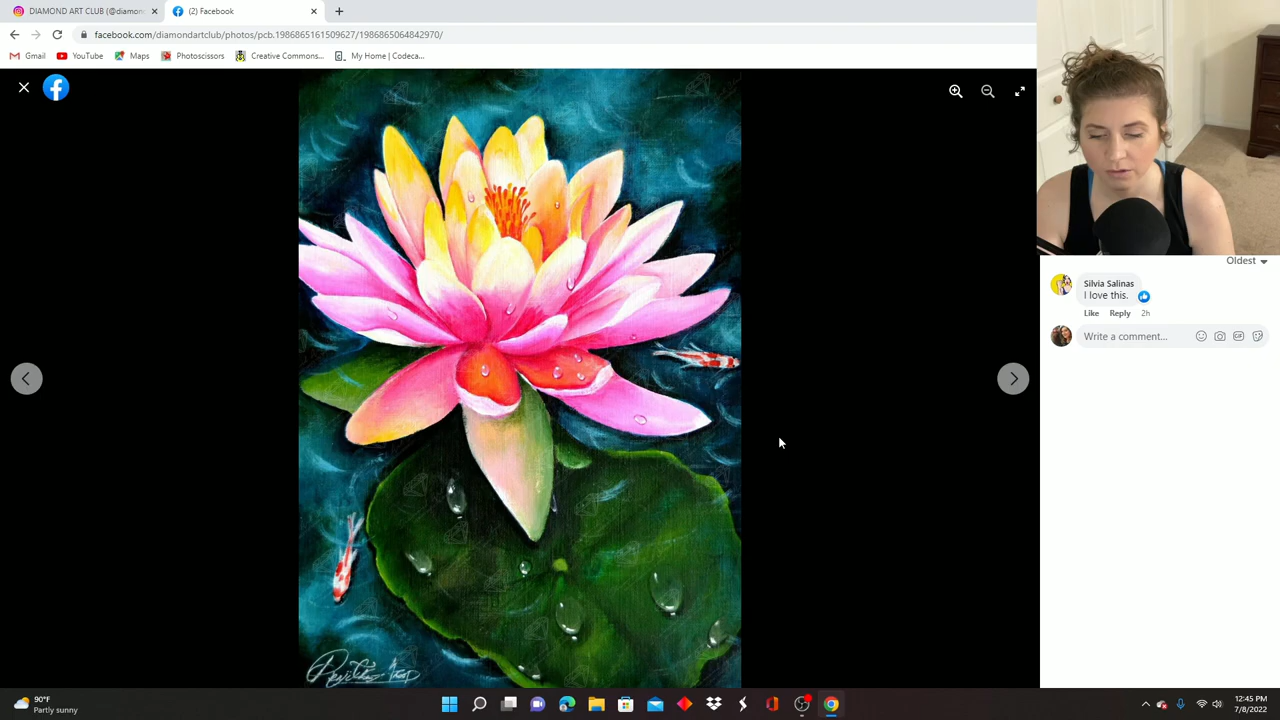 DIAMOND ART CLUB (@diamon
(2) Facebook
facebook.com/diamondartclub/photos/pcb.1986865161509627/1986865064842970/
Gmail
YouTube
Maps
Photoscissors
Creative Commons...
My Home | Codeca...
Oldest
Silvia Salinas
I love this.
Like Reply 2h
Write a comment...
GIF
90°F
Partly sunny
12:45 PM
7/8/2022